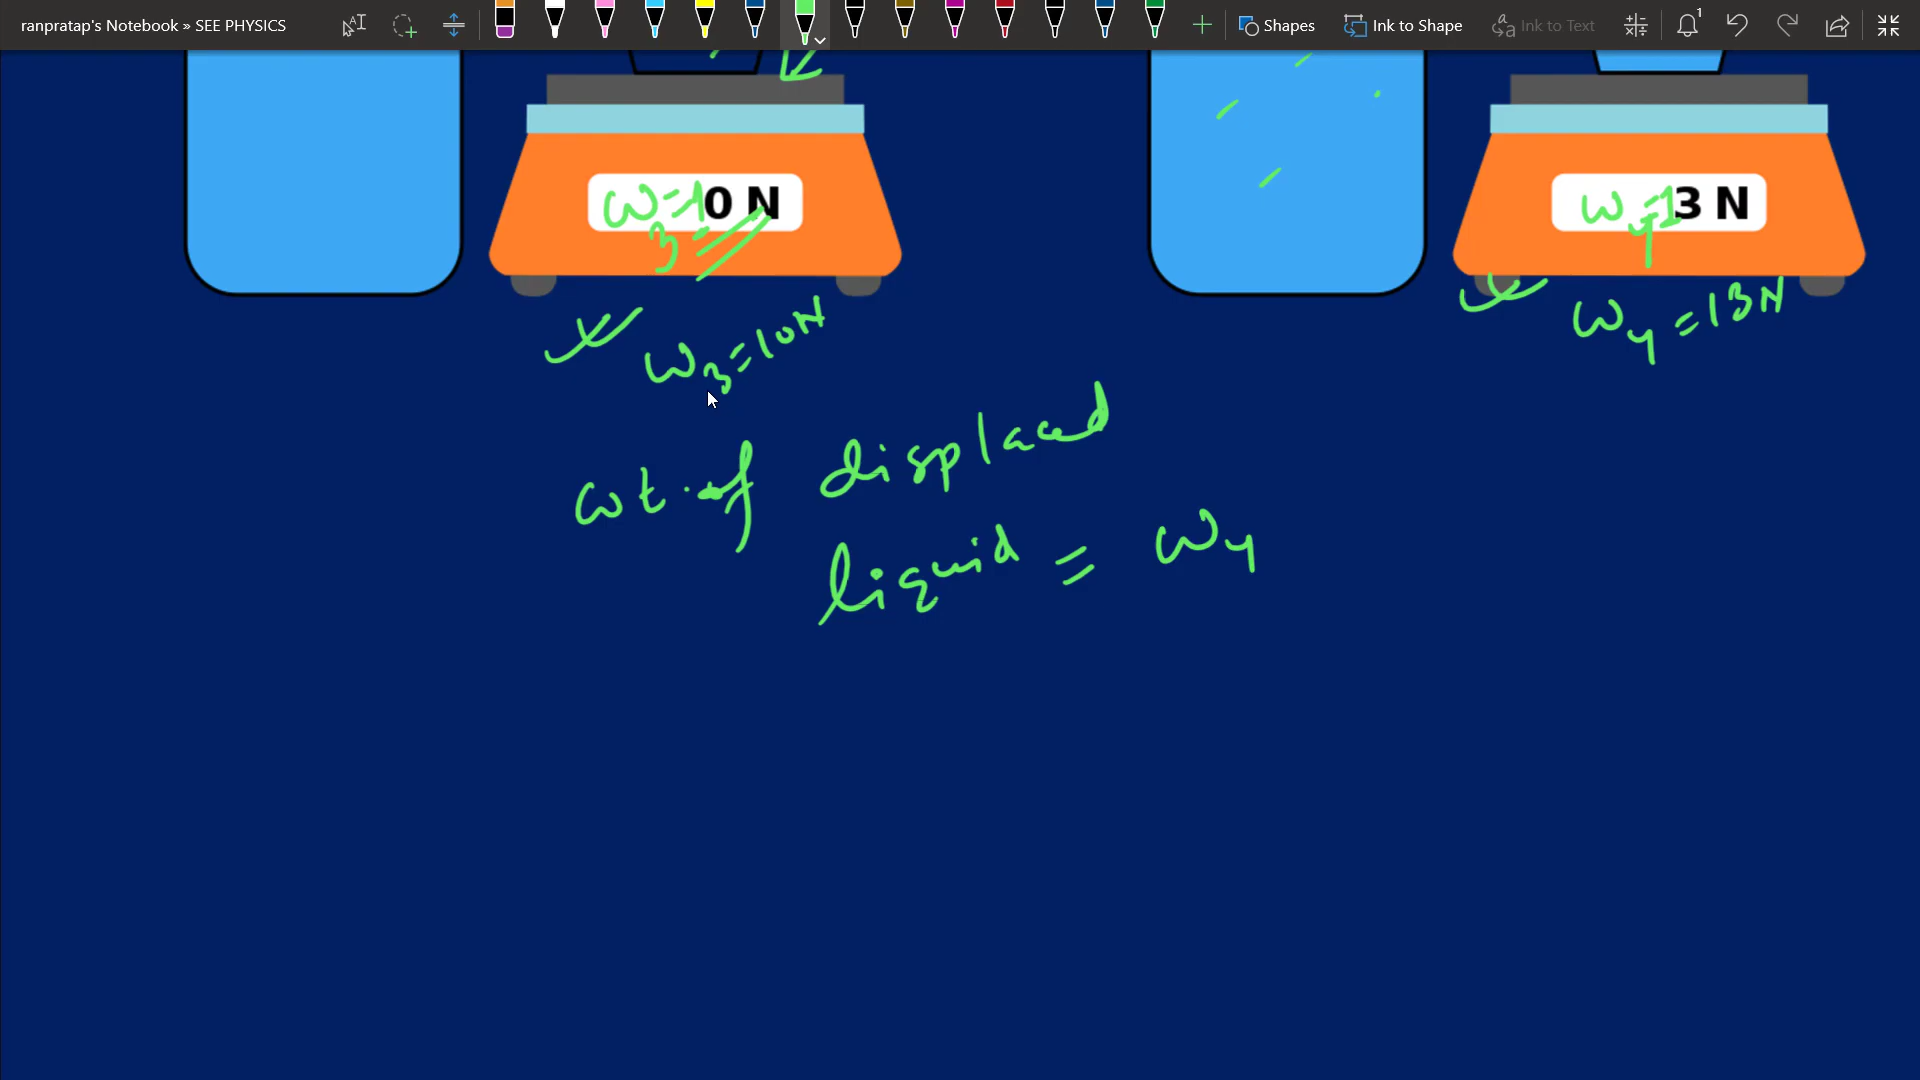 ranpratap's Notebook » SEE PHYSICS
Shapes
Ink to Shape
Ink to Text
1
W3=10 N
W4=13 N
W3=10N
W4=13N
wt. of displaced
liquid = W4